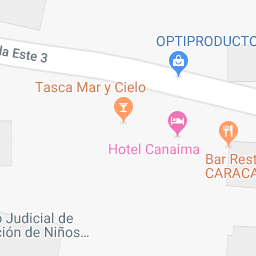 OPTIPRODUCTO
la Este 3
Tasca Mar y Cielo
Hotel Canaima
Bar Rest
CARACA
Judicial de
ción de Niños...